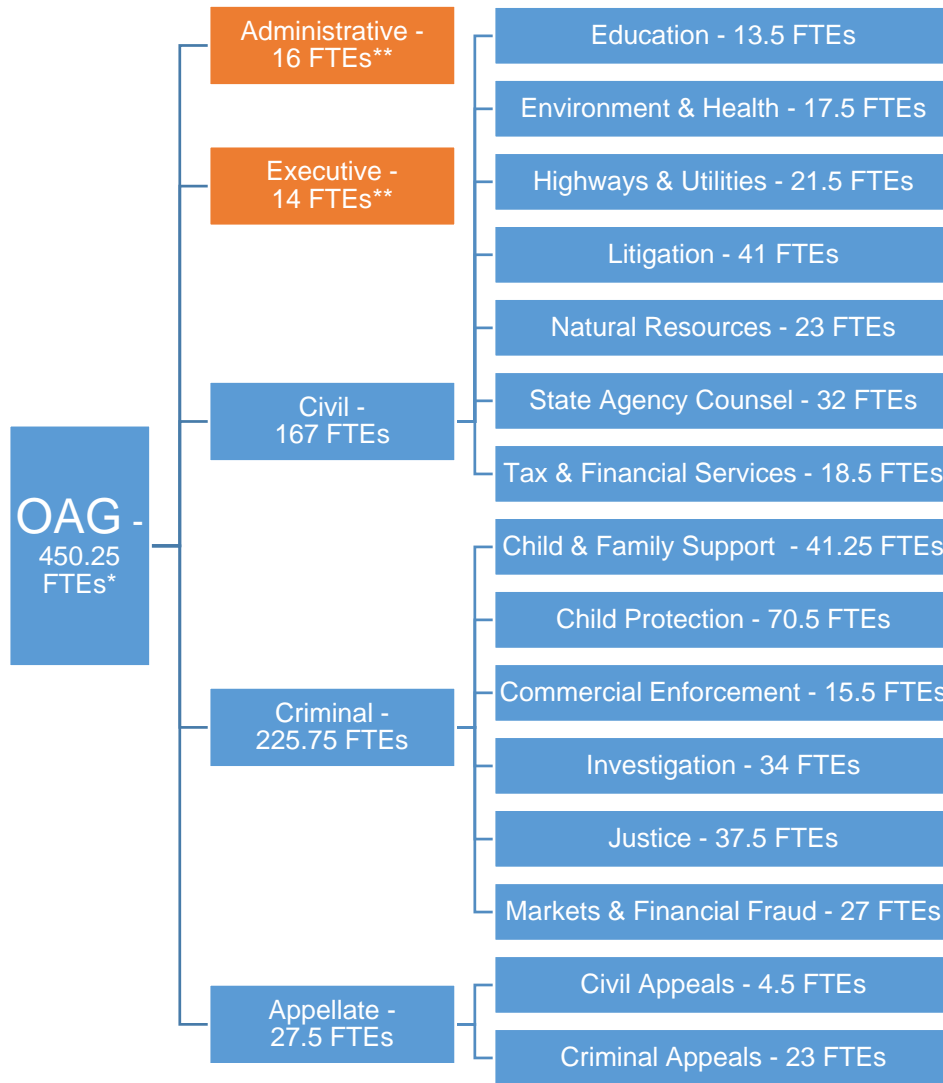 OAG -
450.25
FTEs*
Administrative -
16 FTEs**
Executive -
14 FTEs**
Civil -
167 FTEs
Education - 13.5 FTEs
Environment & Health - 17.5 FTEs
Highways & Utilities - 21.5 FTEs
Litigation - 41 FTEs
Natural Resources - 23 FTEs
State Agency Counsel - 32 FTEs
Tax & Financial Services - 18.5 FTEs
Criminal -
225.75 FTEs
Child & Family Support - 41.25 FTEs
Child Protection - 70.5 FTEs
Commercial Enforcement - 15.5 FTEs
Investigation - 34 FTEs
Justice - 37.5 FTEs
Markets & Financial Fraud - 27 FTEs
Appellate -
27.5 FTEs
Civil Appeals - 4.5 FTEs
Criminal Appeals - 23 FTEs